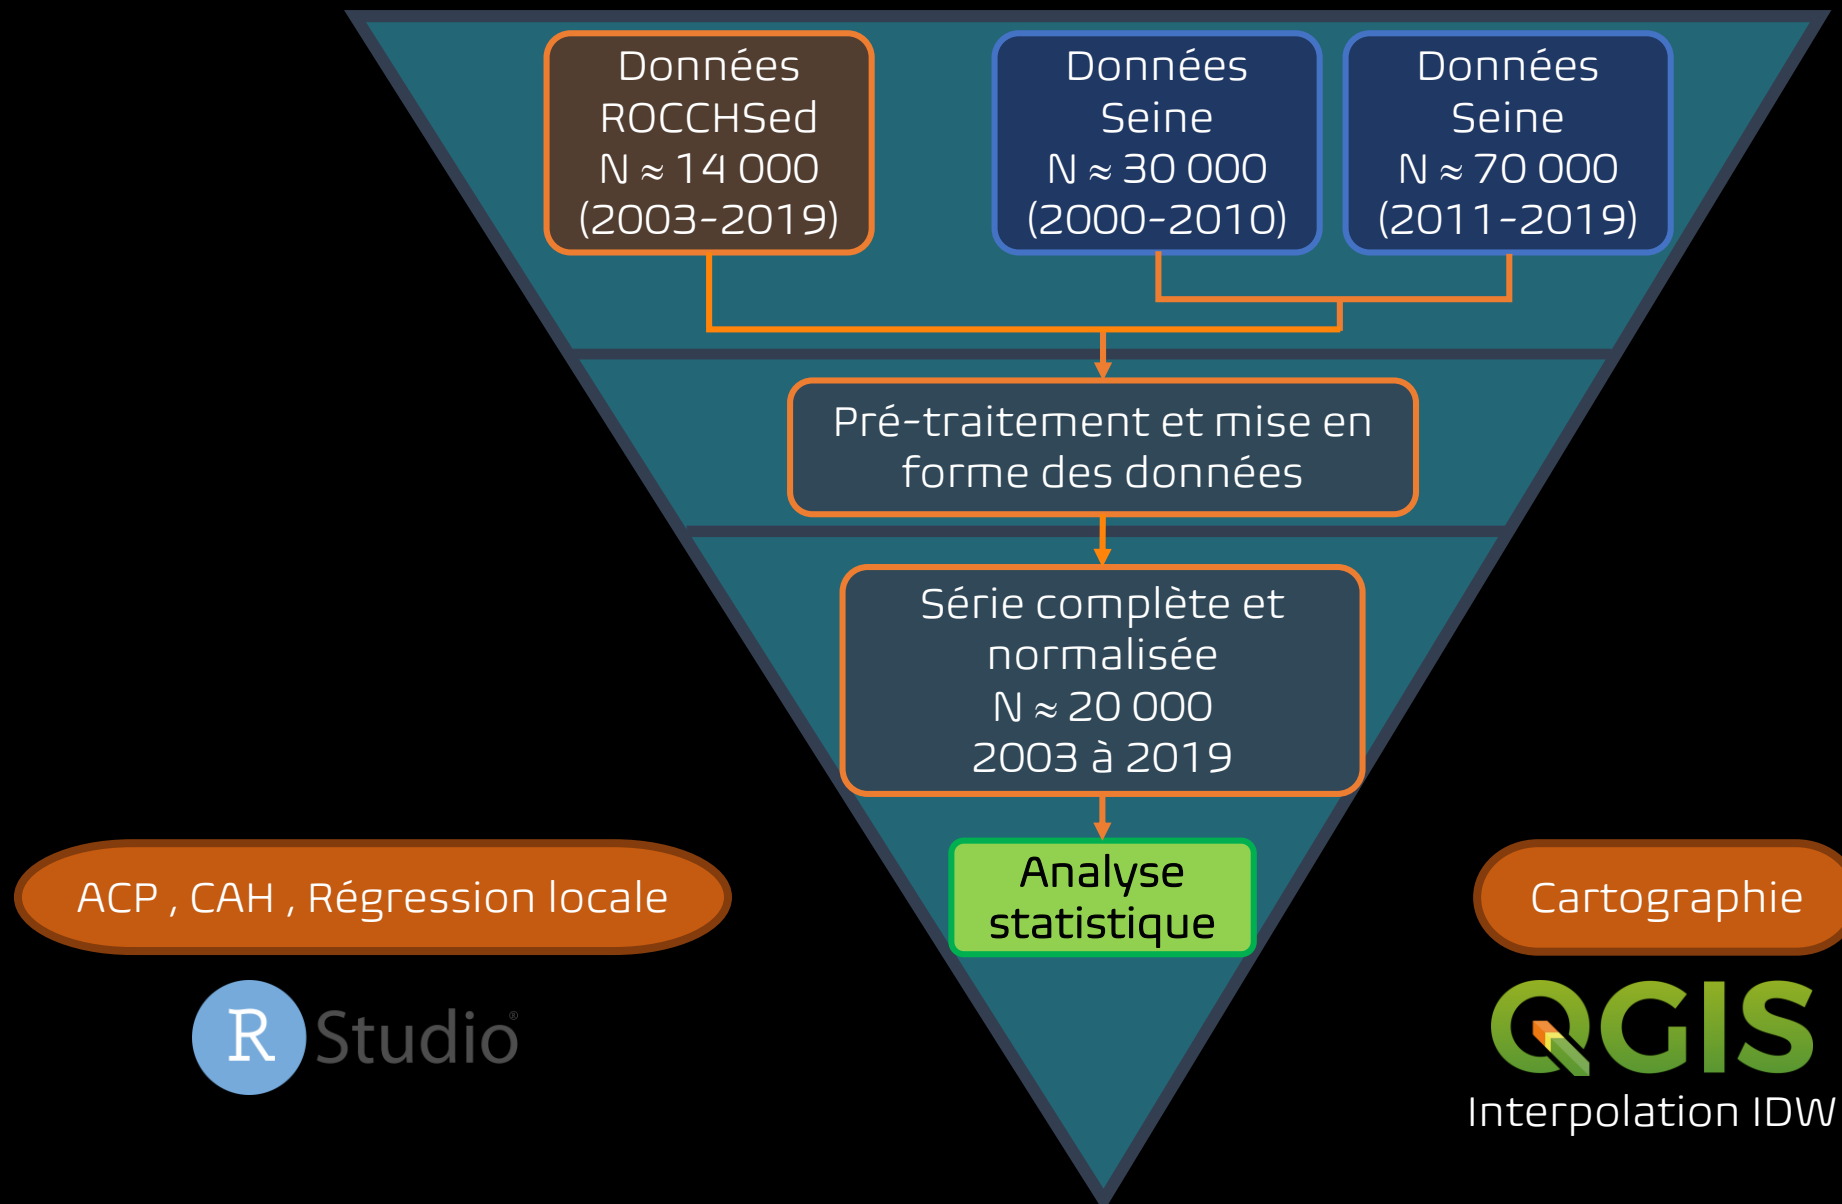 Données
ROCCHSed
N ≈ 14 000
(2003-2019)
Données
Seine
N ≈ 30 000
(2000-2010)
Données
Seine
N ≈ 70 000
(2011-2019)
Pré-traitement et mise en
forme des données
Série complète et
normalisée
N ≈ 20 000
2003 à 2019
Analyse
statistique
ACP , CAH , Régression locale
R Studio®
Cartographie
QGIS
Interpolation IDW